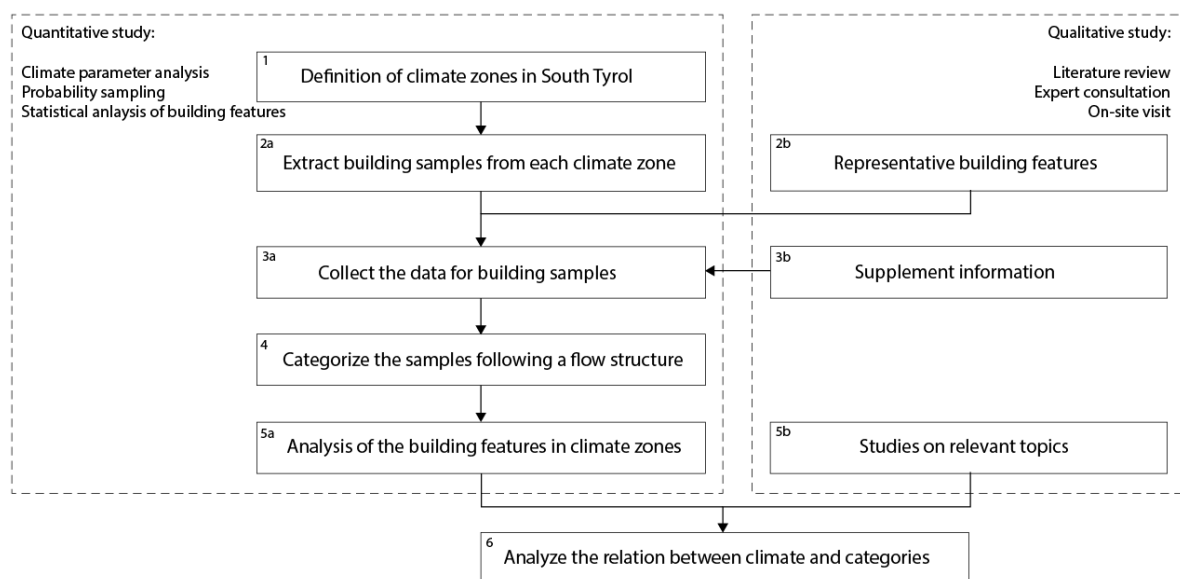 Quantitative study:
Climate parameter analysis
Probability sampling
Statistical anlaysis of building features
Qualitative study:
Literature review
Expert consultation
On-site visit
1
Definition of climate zones in South Tyrol
2a
Extract building samples from each climate zone
2b
Representative building features
3a
Collect the data for building samples
3b
Supplement information
4
Categorize the samples following a flow structure
5a
Analysis of the building features in climate zones
5b
Studies on relevant topics
6
Analyze the relation between climate and categories